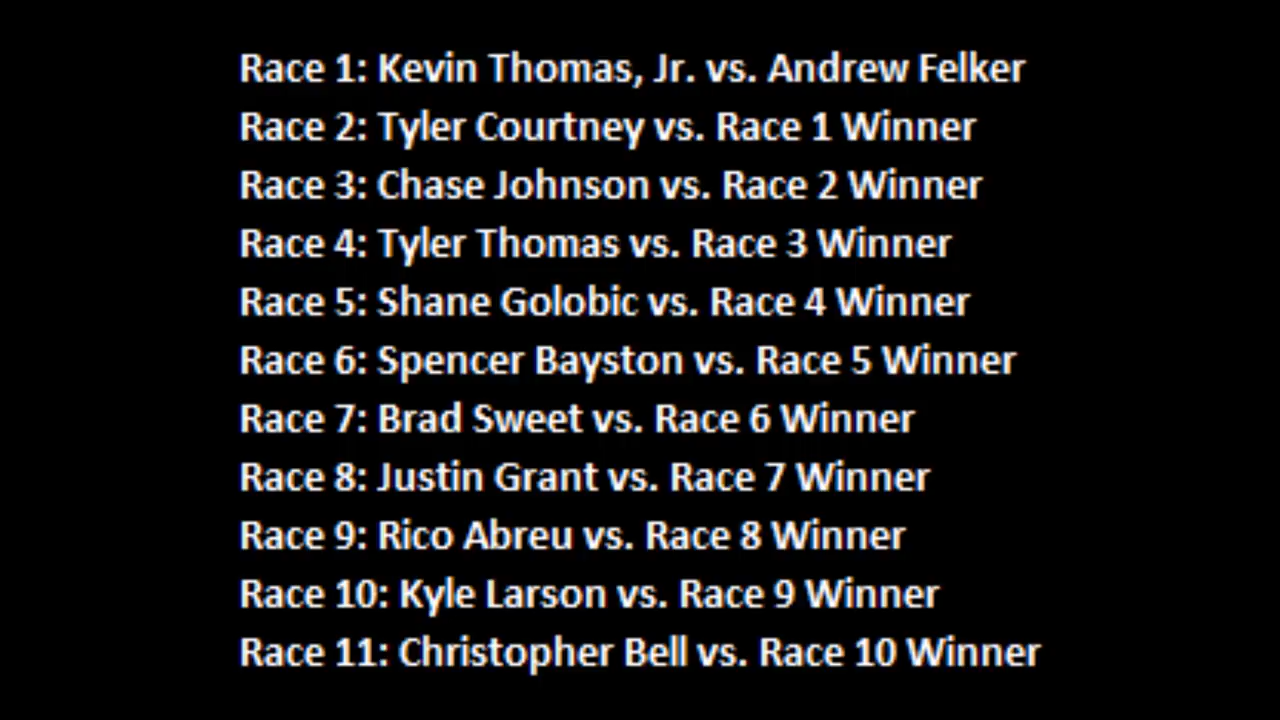 Race 1: Kevin Thomas, Jr. vs. Andrew Felker
Race 2: Tyler Courtney vs. Race 1 Winner
Race 3: Chase Johnson vs. Race 2 Winner
Race 4: Tyler Thomas vs. Race 3 Winner
Race 5: Shane Golobic vs. Race 4 Winner
Race 6: Spencer Bayston vs. Race 5 Winner
Race 7: Brad Sweet vs. Race 6 Winner
Race 8: Justin Grant vs. Race 7 Winner
Race 9: Rico Abreu vs. Race 8 Winner
Race 10: Kyle Larson vs. Race 9 Winner
Race 11: Christopher Bell vs. Race 10 Winner